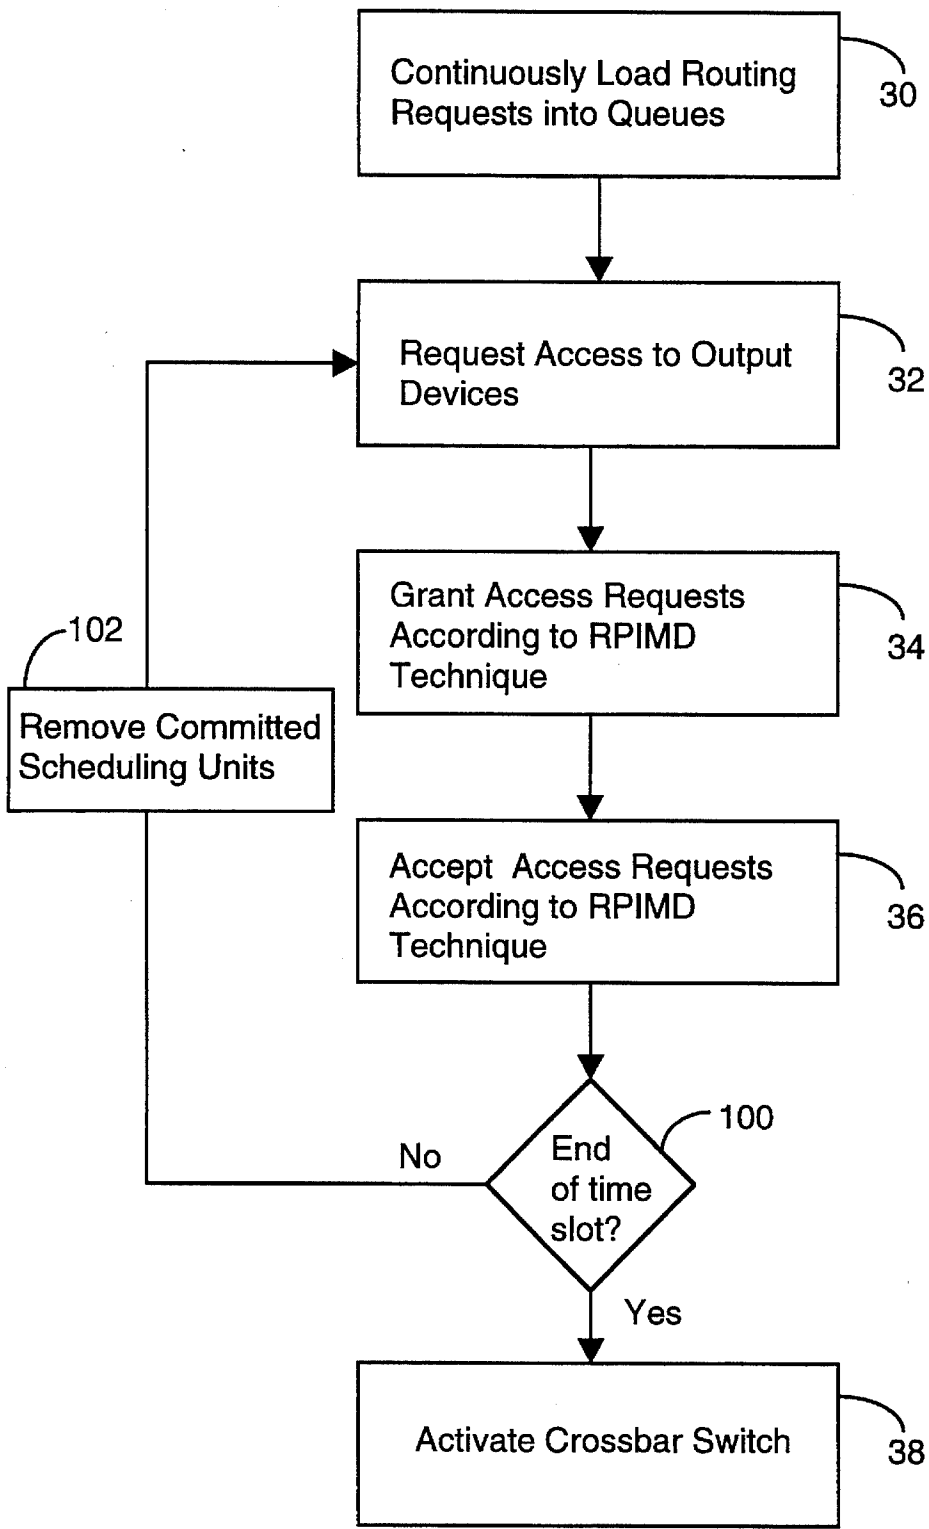 Continuously Load Routing
Requests into Queues
30
Request Access to Output
Devices
32
Grant Access Requests
According to RPIMD
Technique
34
102
Remove Committed
Scheduling Units
Accept Access Requests
According to RPIMD
Technique
36
100
End
of time
slot?
No
Yes
Activate Crossbar Switch
38